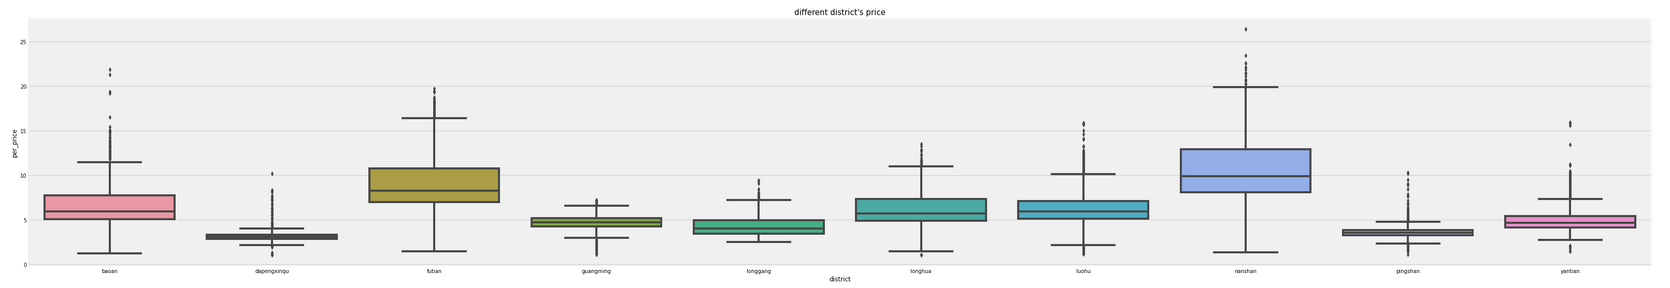 different district's price
per_price
25
20
15
10
5
0
baoan dapengxinqu futian guangming longgang longhua luohu nanshan pingshan yantian
district